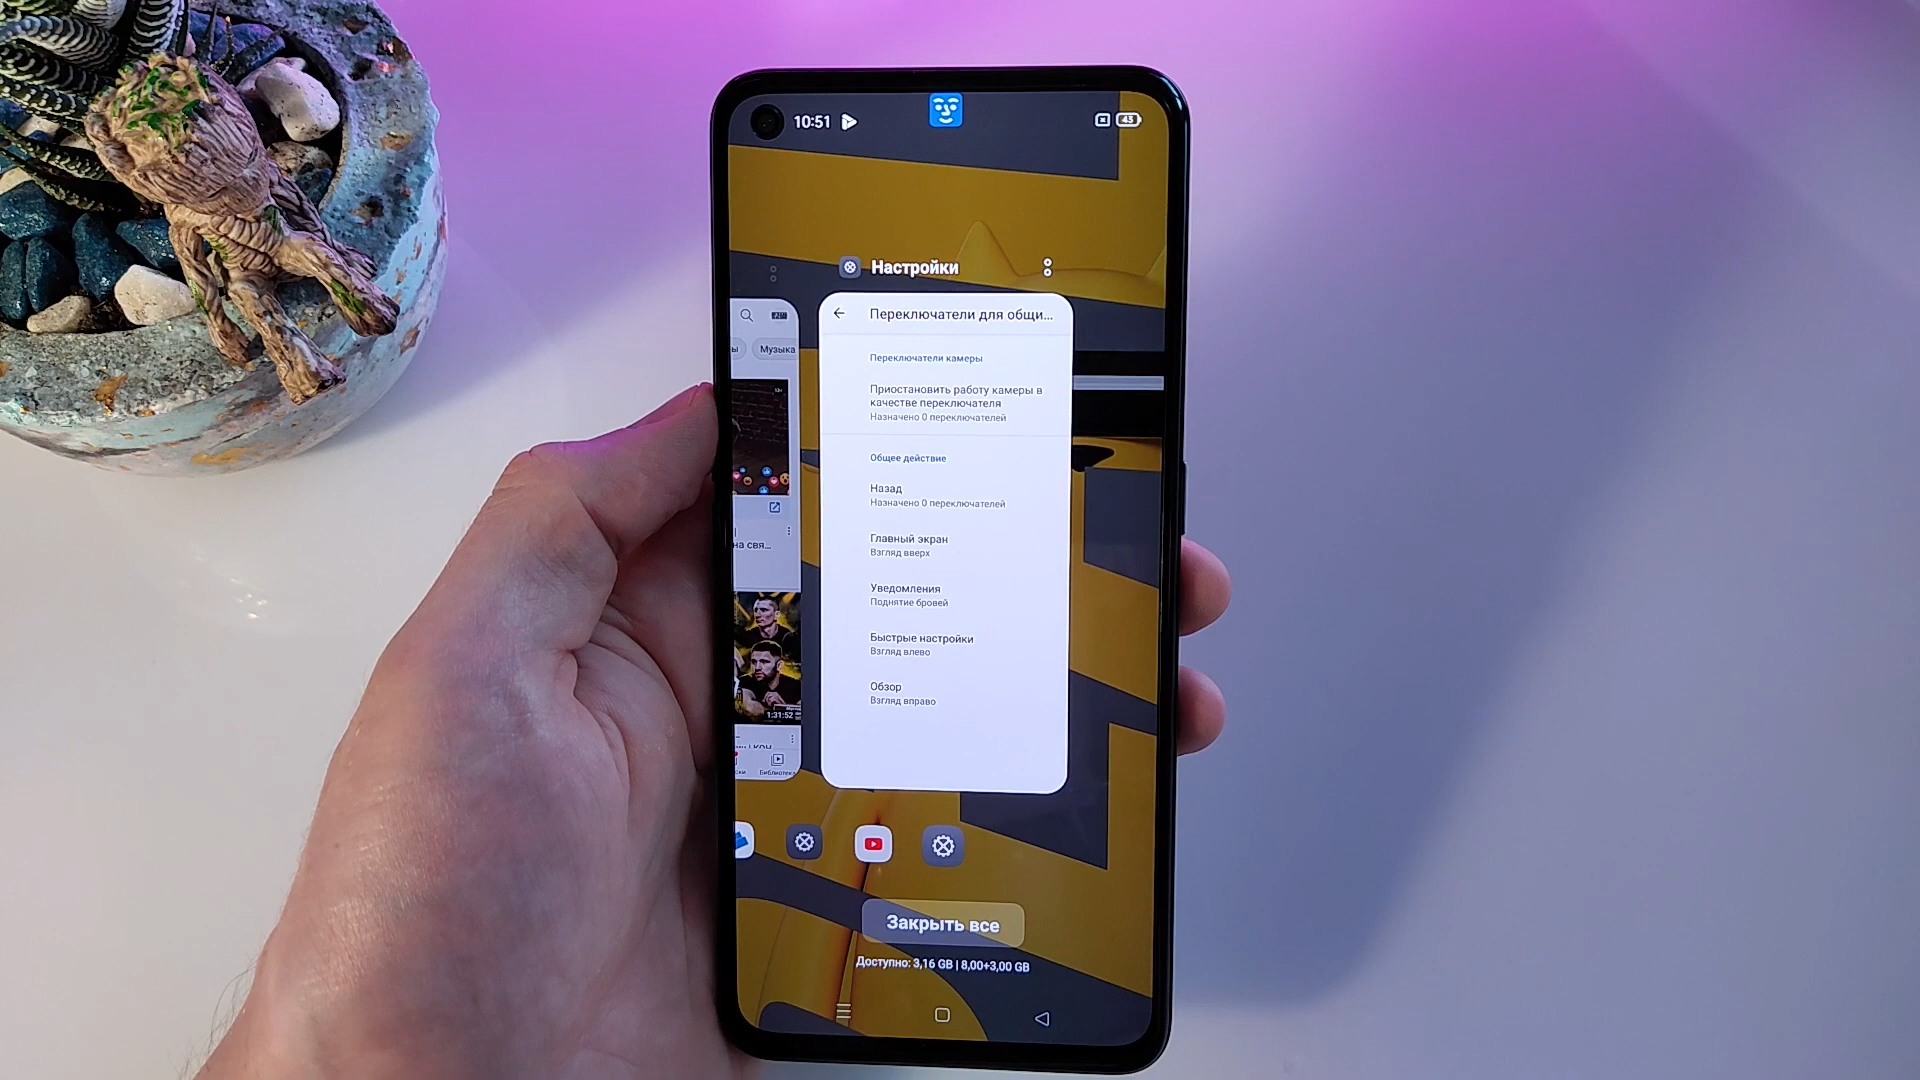 10:51
43
Настройки
Переключатели для общи...
Музыка
Переключатели камеры
Приостановить работу камеры в
качестве переключателя
Назначено 0 переключателей
Общее действие
Назад
Назначено 0 переключателей
на свя...
Главный экран
Взгляд вверх
Уведомления
Поднятие бровей
Быстрые настройки
Взгляд влево
Обзор
Взгляд вправо
1:31:52
Библиотека
Закрыть все
Доступно: 3,16 GB | 8,00+3,00 GB